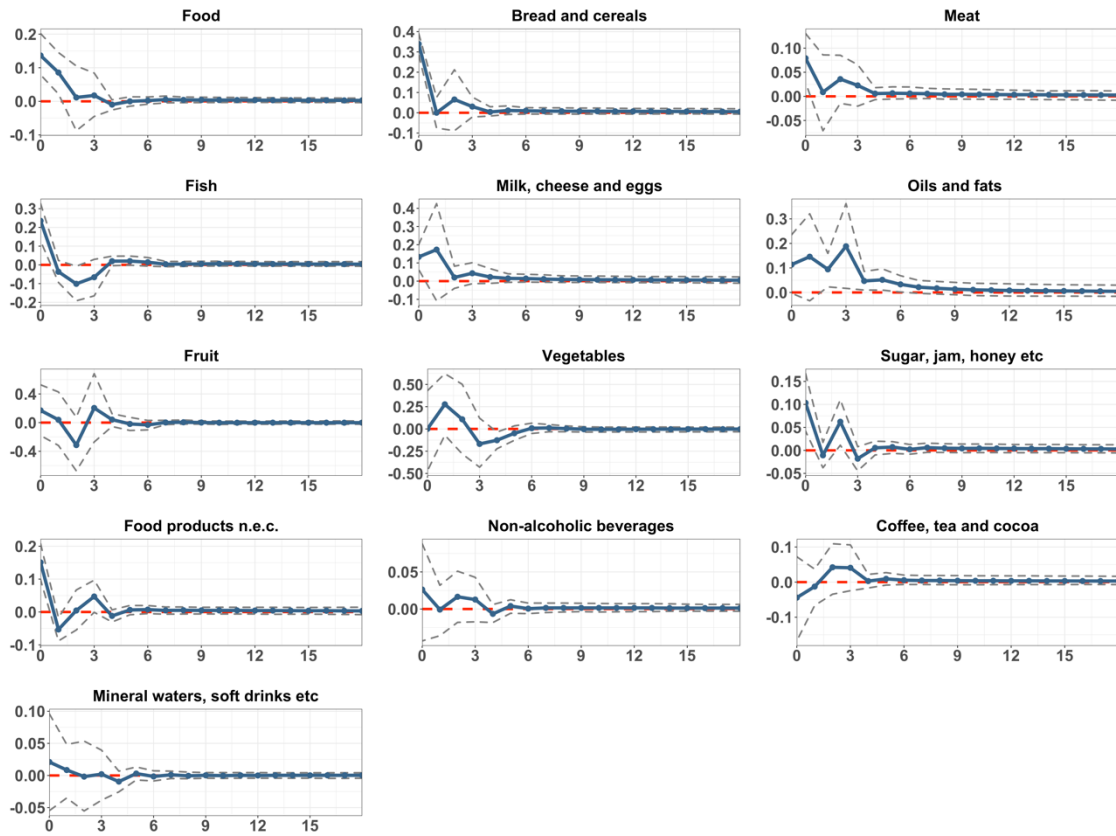 Food
0.2
0.1
0.0
-0.1
0 3 6 9 12 15
Bread and cereals
0.4
0.3
0.2
0.1
0.0
-0.1
0 3 6 9 12 15
Meat
0.10
0.05
0.00
-0.05
0 3 6 9 12 15
Fish
0.3
0.2
0.1
0.0
-0.1
-0.2
0 3 6 9 12 15
Milk, cheese and eggs
0.4
0.3
0.2
0.1
0.0
-0.1
0 3 6 9 12 15
Oils and fats
0.3
0.2
0.1
0.0
0 3 6 9 12 15
Fruit
0.4
0.0
-0.4
0 3 6 9 12 15
Vegetables
0.50
0.25
0.00
-0.25
-0.50
0 3 6 9 12 15
Sugar, jam, honey etc
0.15
0.10
0.05
0.00
0 3 6 9 12 15
Food products n.e.c.
0.2
0.1
0.0
-0.1
0 3 6 9 12 15
Non-alcoholic beverages
0.05
0.00
0 3 6 9 12 15
Coffee, tea and cocoa
0.1
0.0
-0.1
0 3 6 9 12 15
Mineral waters, soft drinks etc
0.10
0.05
0.00
-0.05
0 3 6 9 12 15